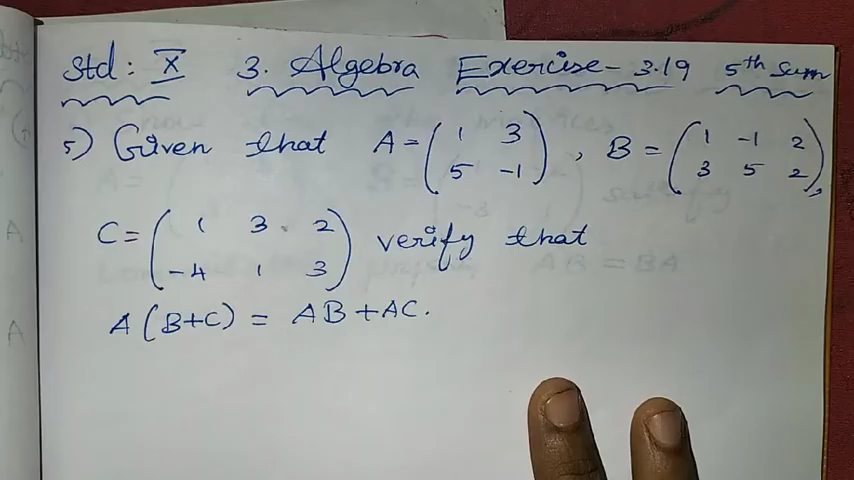 Std: X 3. Algebra Exercise-3.19 5th Sum
5) Given that A = ( 1 3 5 -1 ), B = ( 1 -1 2 3 5 2 ),
C = ( 1 3 2 -4 1 3 ) verify that
A(B+C) = AB+AC.